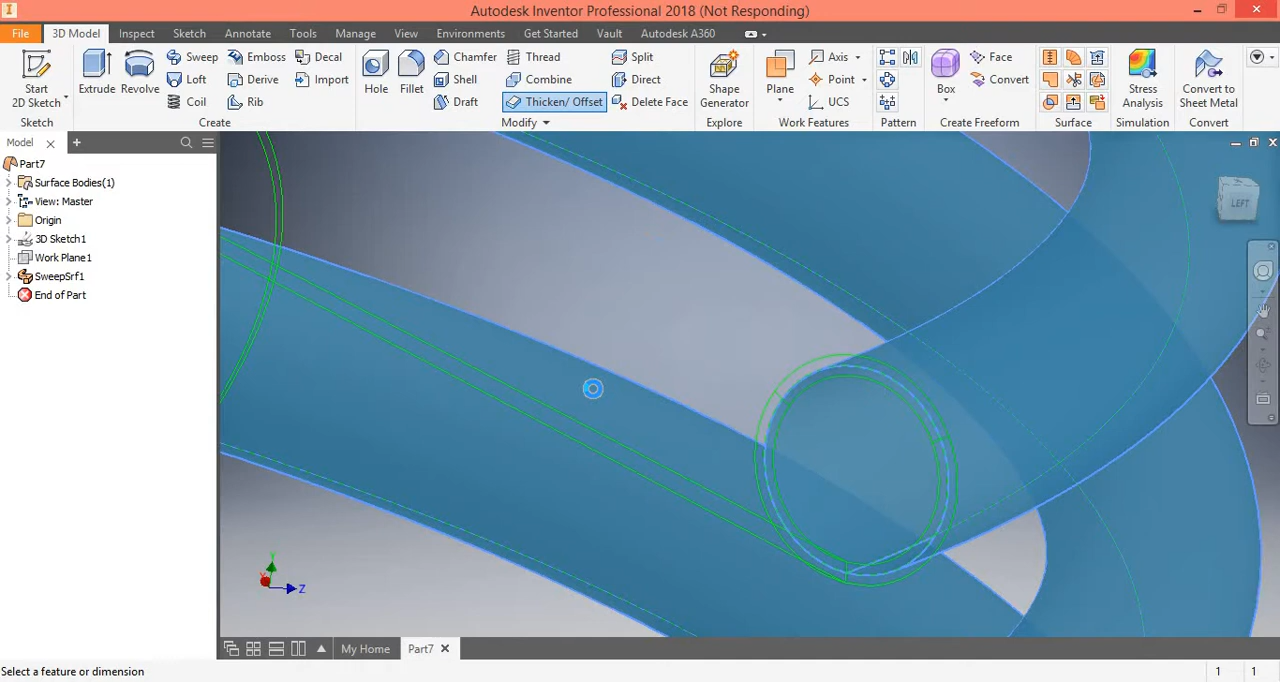 Autodesk Inventor Professional 2018 (Not Responding)
File 3D Model Inspect Sketch Annotate Tools Manage View Environments Get Started Vault Autodesk A360
Start 2D Sketch
Sketch
Extrude Revolve Sweep Loft Coil Emboss Derive Rib Decal Import
Create
Hole Fillet Chamfer Shell Draft Thread Combine Thicken/ Offset Split Direct Delete Face
Modify
Shape Generator
Explore
Plane Axis Point UCS
Work Features
Pattern
Box Face Convert
Create Freeform
Surface
Stress Analysis
Simulation
Convert to Sheet Metal
Convert
Model
Part7
Surface Bodies(1)
View: Master
Origin
3D Sketch1
Work Plane1
SweepSrf1
End of Part
LEFT
Y
Z
My Home Part7
Select a feature or dimension
1 1